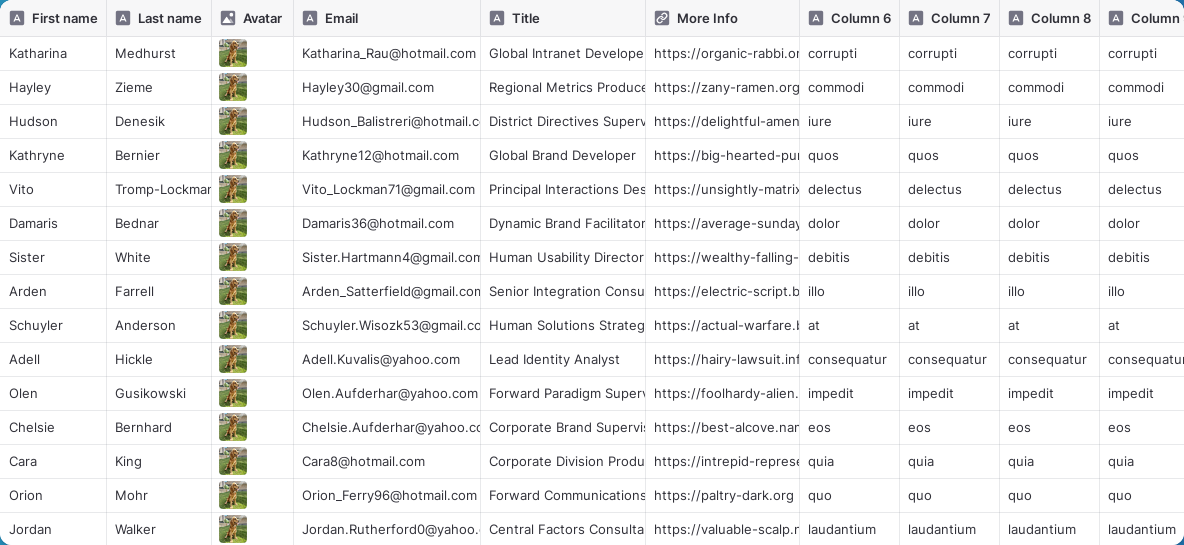 First name Last name Avatar Email Title More Info Column 6 Column 7 Column 8 Column
Katharina Medhurst Katharina_Rau@hotmail.com Global Intranet Develope https://organic-rabbi.or corrupti corrupti corrupti corrupti
Hayley Zieme Hayley30@gmail.com Regional Metrics Produce https://zany-ramen.org commodi commodi commodi commodi
Hudson Denesik Hudson_Balistreri@hotmail.c District Directives Superv https://delightful-amen iure iure iure iure
Kathryne Bernier Kathryne12@hotmail.com Global Brand Developer https://big-hearted-pu quos quos quos quos
Vito Tromp-Lockman Vito_Lockman71@gmail.com Principal Interactions Des https://unsightly-matrix delectus delectus delectus delectus
Damaris Bednar Damaris36@hotmail.com Dynamic Brand Facilitator https://average-sunday dolor dolor dolor dolor
Sister White Sister.Hartmann4@gmail.com Human Usability Director https://wealthy-falling- debitis debitis debitis debitis
Arden Farrell Arden_Satterfield@gmail.com Senior Integration Consu https://electric-script.b illo illo illo illo
Schuyler Anderson Schuyler.Wisozk53@gmail.co Human Solutions Strateg https://actual-warfare. at at at at
Adell Hickle Adell.Kuvalis@yahoo.com Lead Identity Analyst https://hairy-lawsuit.inf consequatur consequatur consequatur consequatur
Olen Gusikowski Olen.Aufderhar@yahoo.com Forward Paradigm Superv https://foolhardy-alien. impedit impedit impedit impedit
Chelsie Bernhard Chelsie.Aufderhar@yahoo.co Corporate Brand Supervis https://best-alcove.nar eos eos eos eos
Cara King Cara8@hotmail.com Corporate Division Produ https://intrepid-represe quia quia quia quia
Orion Mohr Orion_Ferry96@hotmail.com Forward Communications https://paltry-dark.org quo quo quo quo
Jordan Walker Jordan.Rutherford0@yahoo. Central Factors Consulta https://valuable-scalp.r laudantium laudantium laudantium laudantium